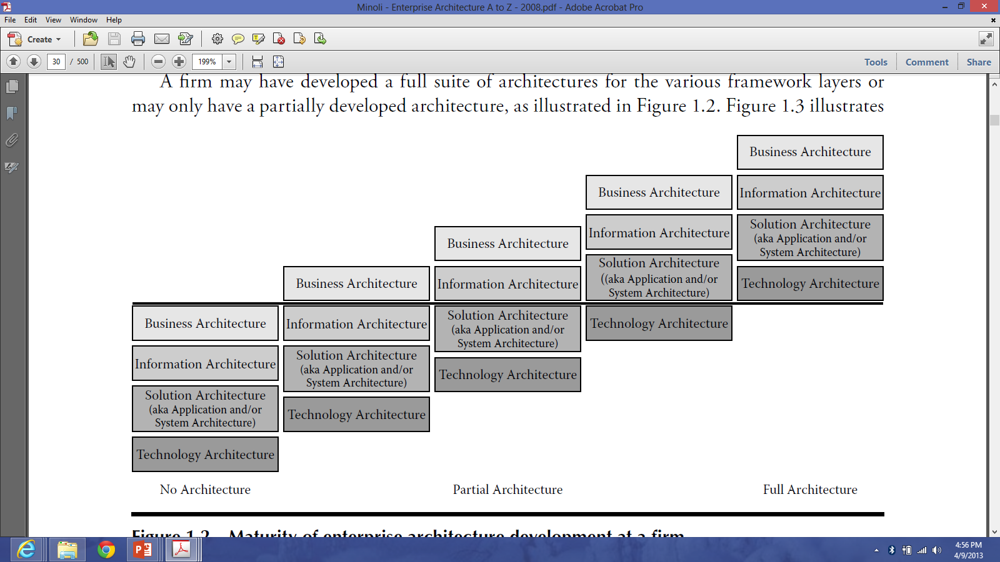 Minoli - Enterprise Architecture A to Z - 2008.pdf - Adobe Acrobat Pro
File Edit View Window Help
Create
30 / 500
199%
Tools Comment Share
A firm may have developed a full suite of architectures for the various framework layers or
may only have a partially developed architecture, as illustrated in Figure 1.2. Figure 1.3 illustrates
Business Architecture
Information Architecture
Solution Architecture
(aka Application and/or
System Architecture)
Technology Architecture
Business Architecture
Information Architecture
Solution Architecture
(aka Application and/or
System Architecture)
Technology Architecture
Business Architecture
Information Architecture
Solution Architecture
(aka Application and/or
System Architecture)
Technology Architecture
Business Architecture
Information Architecture
Solution Architecture
((aka Application and/or
System Architecture)
Technology Architecture
Business Architecture
Information Architecture
Solution Architecture
(aka Application and/or
System Architecture)
Technology Architecture
No Architecture
Partial Architecture
Full Architecture
Figure 1.2 Maturity of enterprise architecture development at a firm.
4:56 PM
4/9/2013